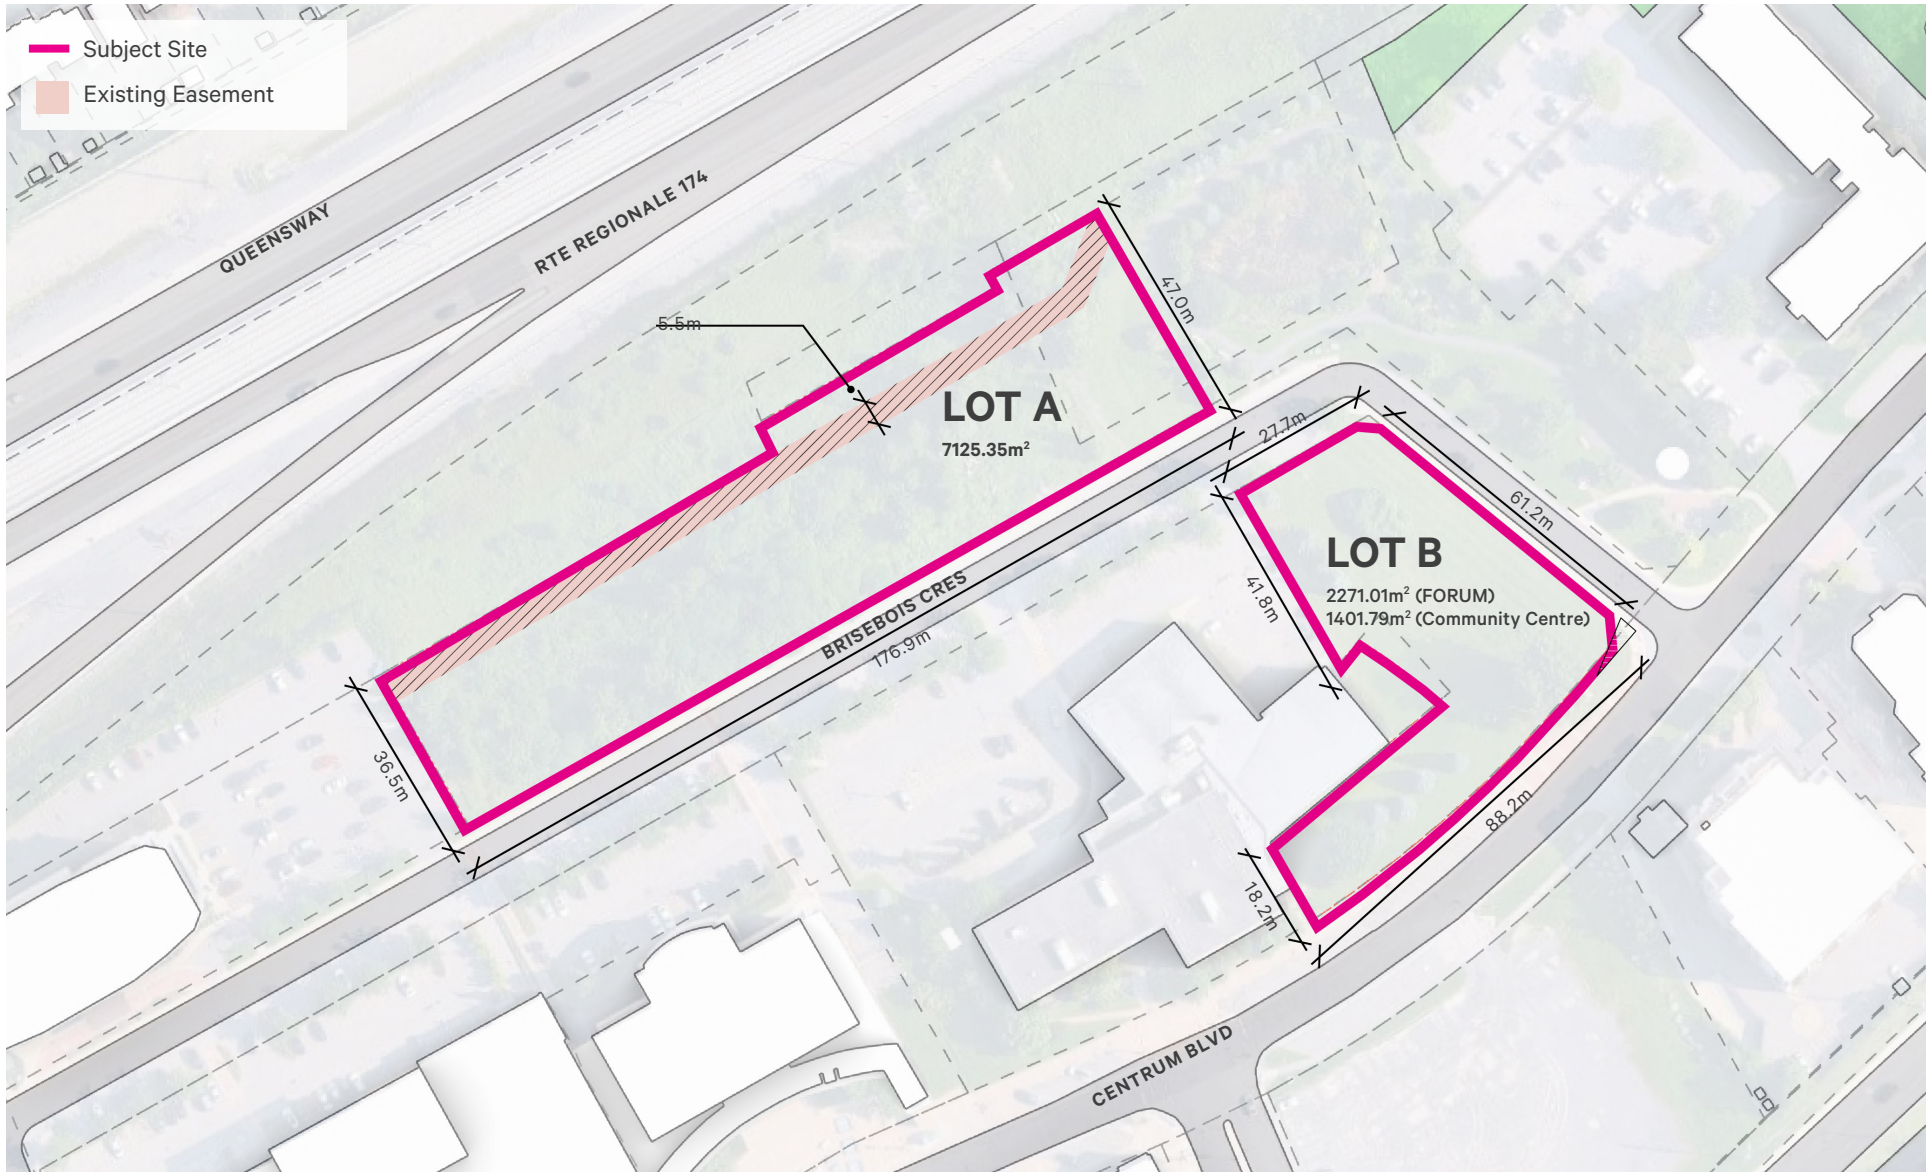 Subject Site
Existing Easement
QUEENSWAY
RTE REGIONALE 174
5.5m
47.0m
LOT A
7125.35m²
27.7m
61.2m
LOT B
2271.01m² (FORUM)
1401.79m² (Community Centre)
41.8m
BRISEBOIS CRES
176.9m
36.5m
88.2m
18.2m
CENTRUM BLVD